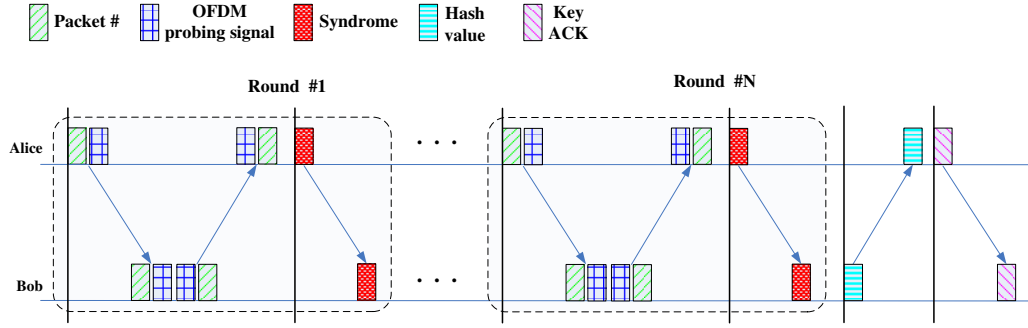 Packet #
OFDM
probing signal
Syndrome
Hash
value
Key
ACK
Round #1
Round #N
Alice
. . .
. . .
Bob